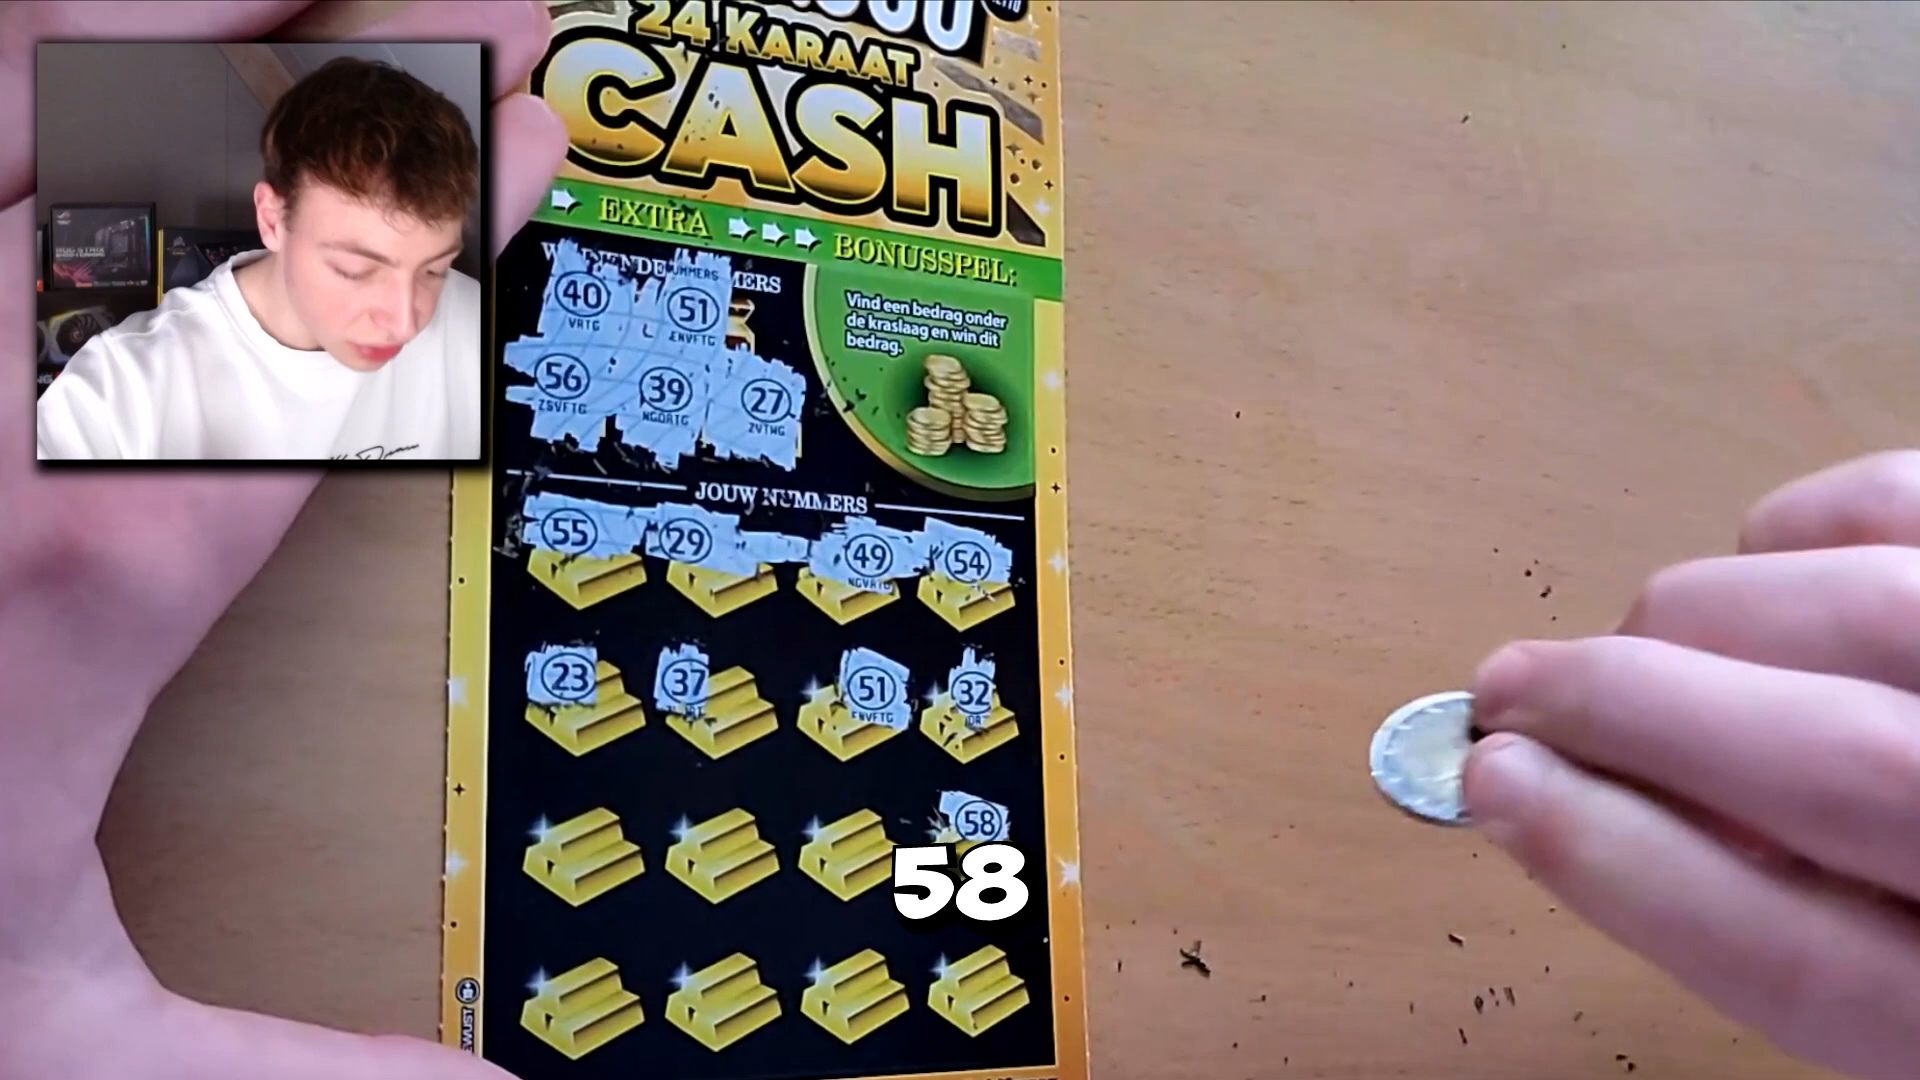 24 KARAAT
CASH
EXTRA BONUSSPEL:
Vind een bedrag onder
de kraslaag en win dit
bedrag.
40 51
VRTG ENVFTG
56 39 27
ZSVFTG NGDRTG ZVTWG
JOUW NUMMERS
55 29 49 54
NGVRTG
23 37 51 32
ENVFTG
58
58